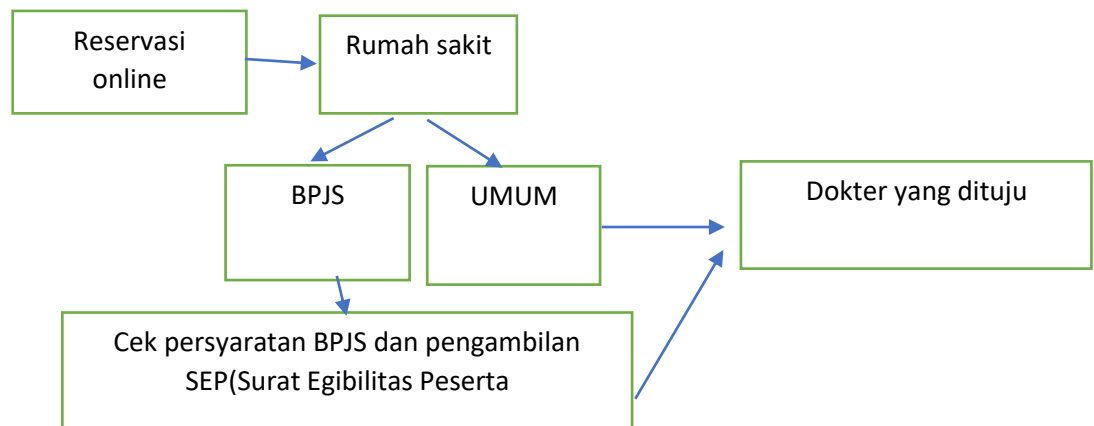 Reservasi
online
Rumah sakit
BPJS
UMUM
Dokter yang dituju
Cek persyaratan BPJS dan pengambilan
SEP(Surat Egibilitas Peserta